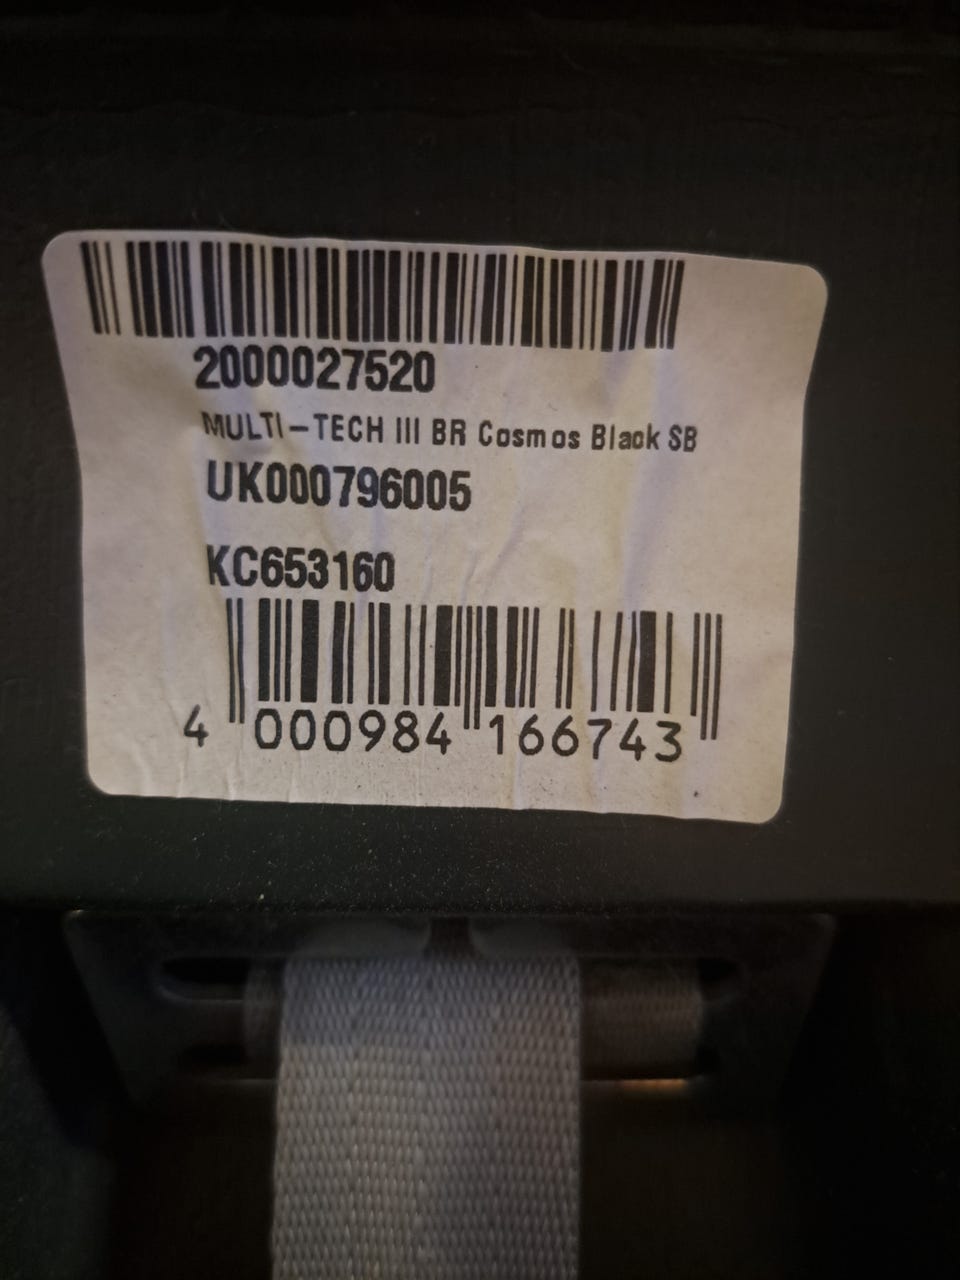 2000027520
MULTI-TECH III BR Cosmos Black SB
UK000796005
KC653160
4 000984 166743